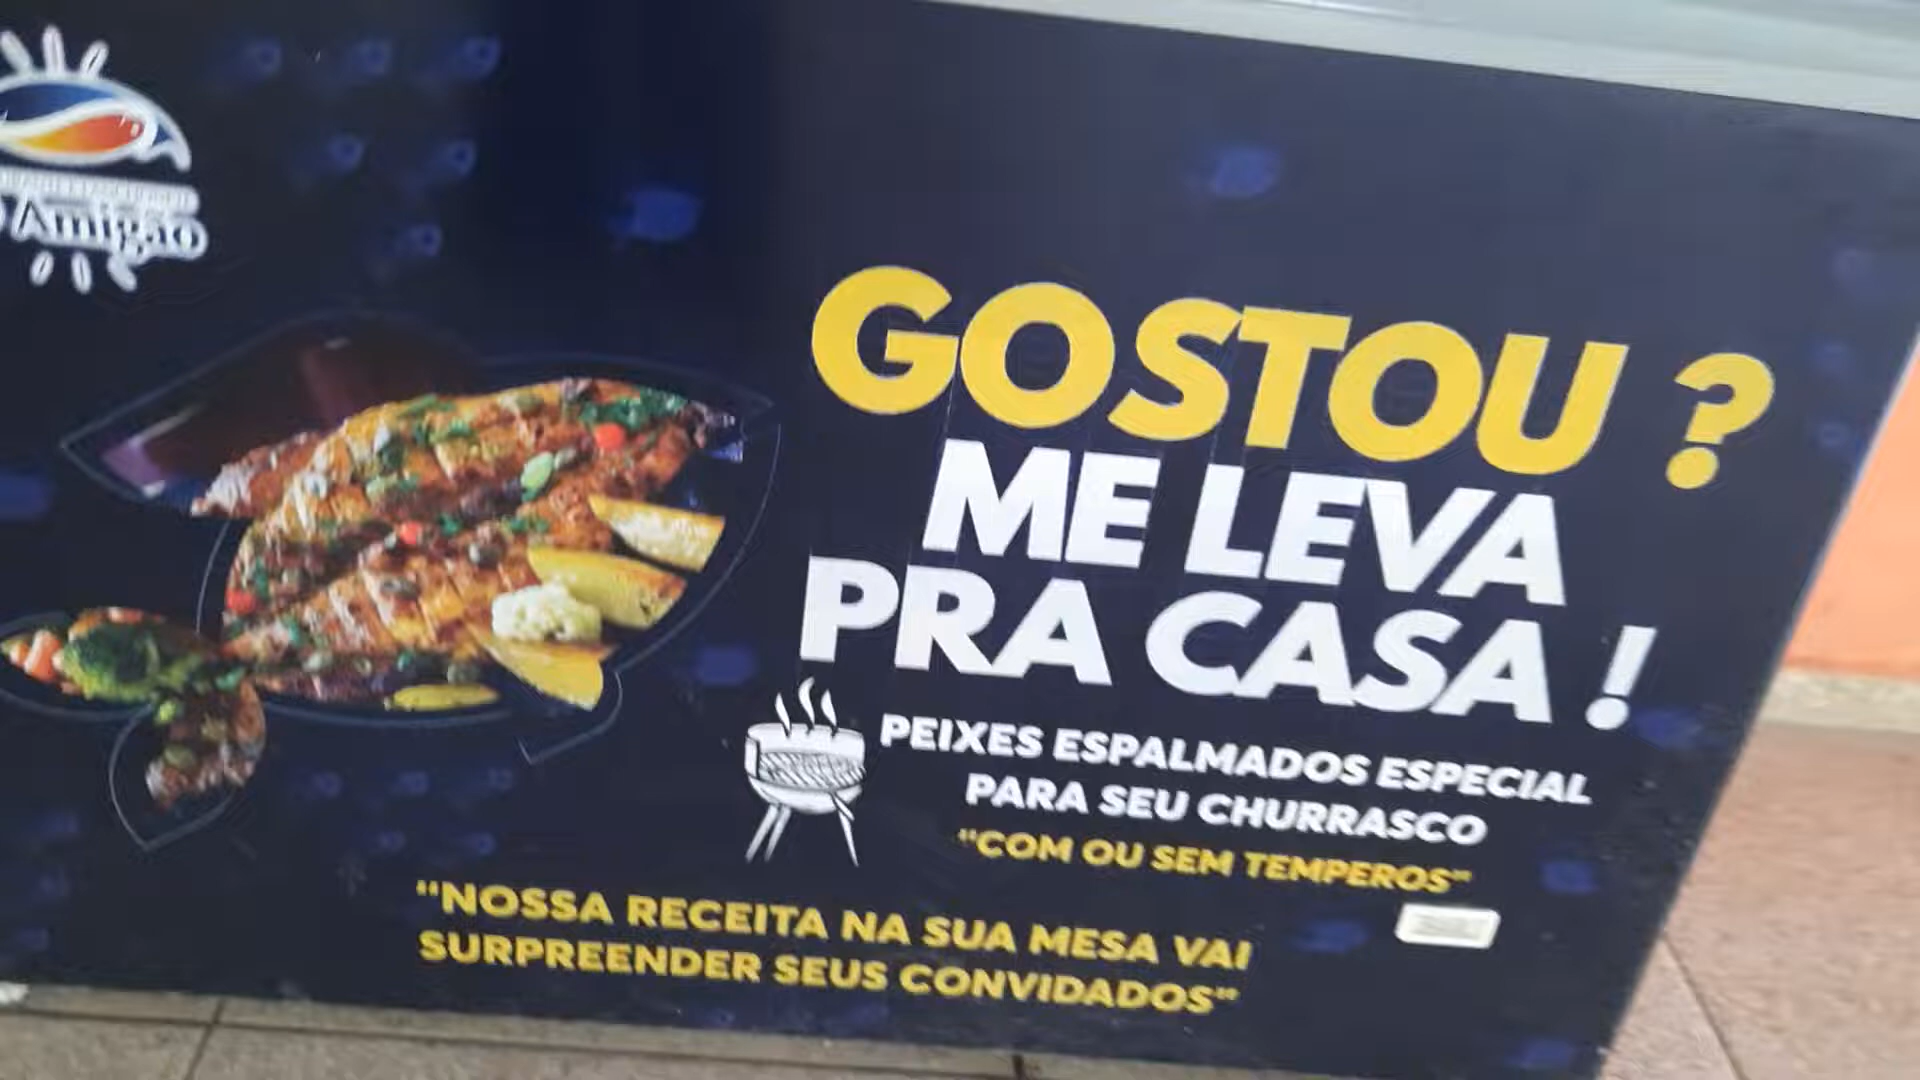 Amigão
GOSTOU ?
ME LEVA
PRA CASA !
PEIXES ESPALMADOS ESPECIAL
PARA SEU CHURRASCO
"COM OU SEM TEMPEROS"
"NOSSA RECEITA NA SUA MESA VAI
SURPREENDER SEUS CONVIDADOS"